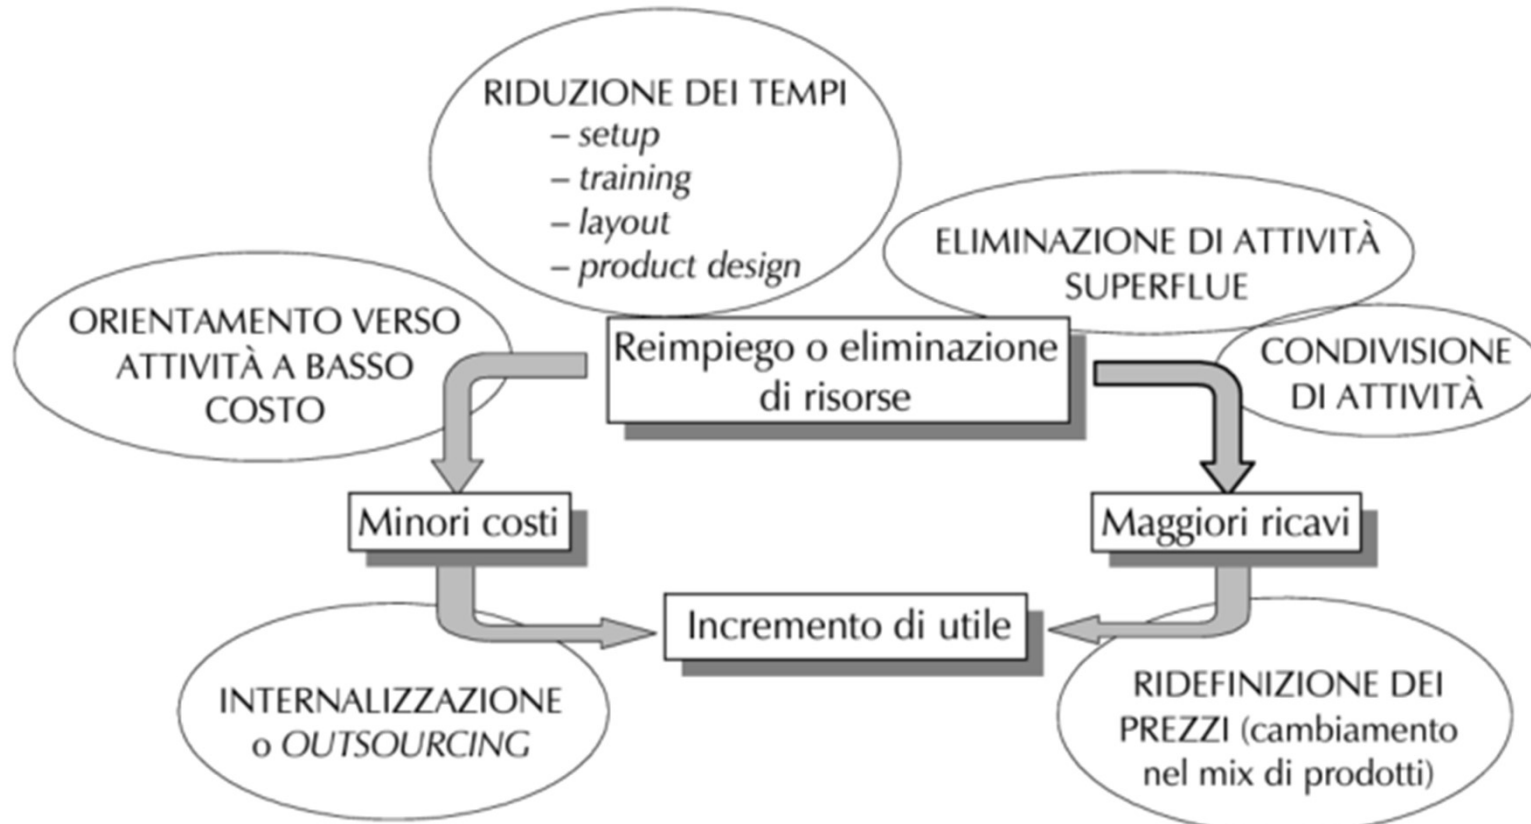 RIDUZIONE DEI TEMPI
– setup
– training
– layout
– product design
ELIMINAZIONE DI ATTIVITÀ
SUPERFLUE
ORIENTAMENTO VERSO
ATTIVITÀ A BASSO
COSTO
Reimpiego o eliminazione
di risorse
CONDIVISIONE
DI ATTIVITÀ
Minori costi
Maggiori ricavi
Incremento di utile
INTERNALIZZAZIONE
o OUTSOURCING
RIDEFINIZIONE DEI
PREZZI (cambiamento
nel mix di prodotti)